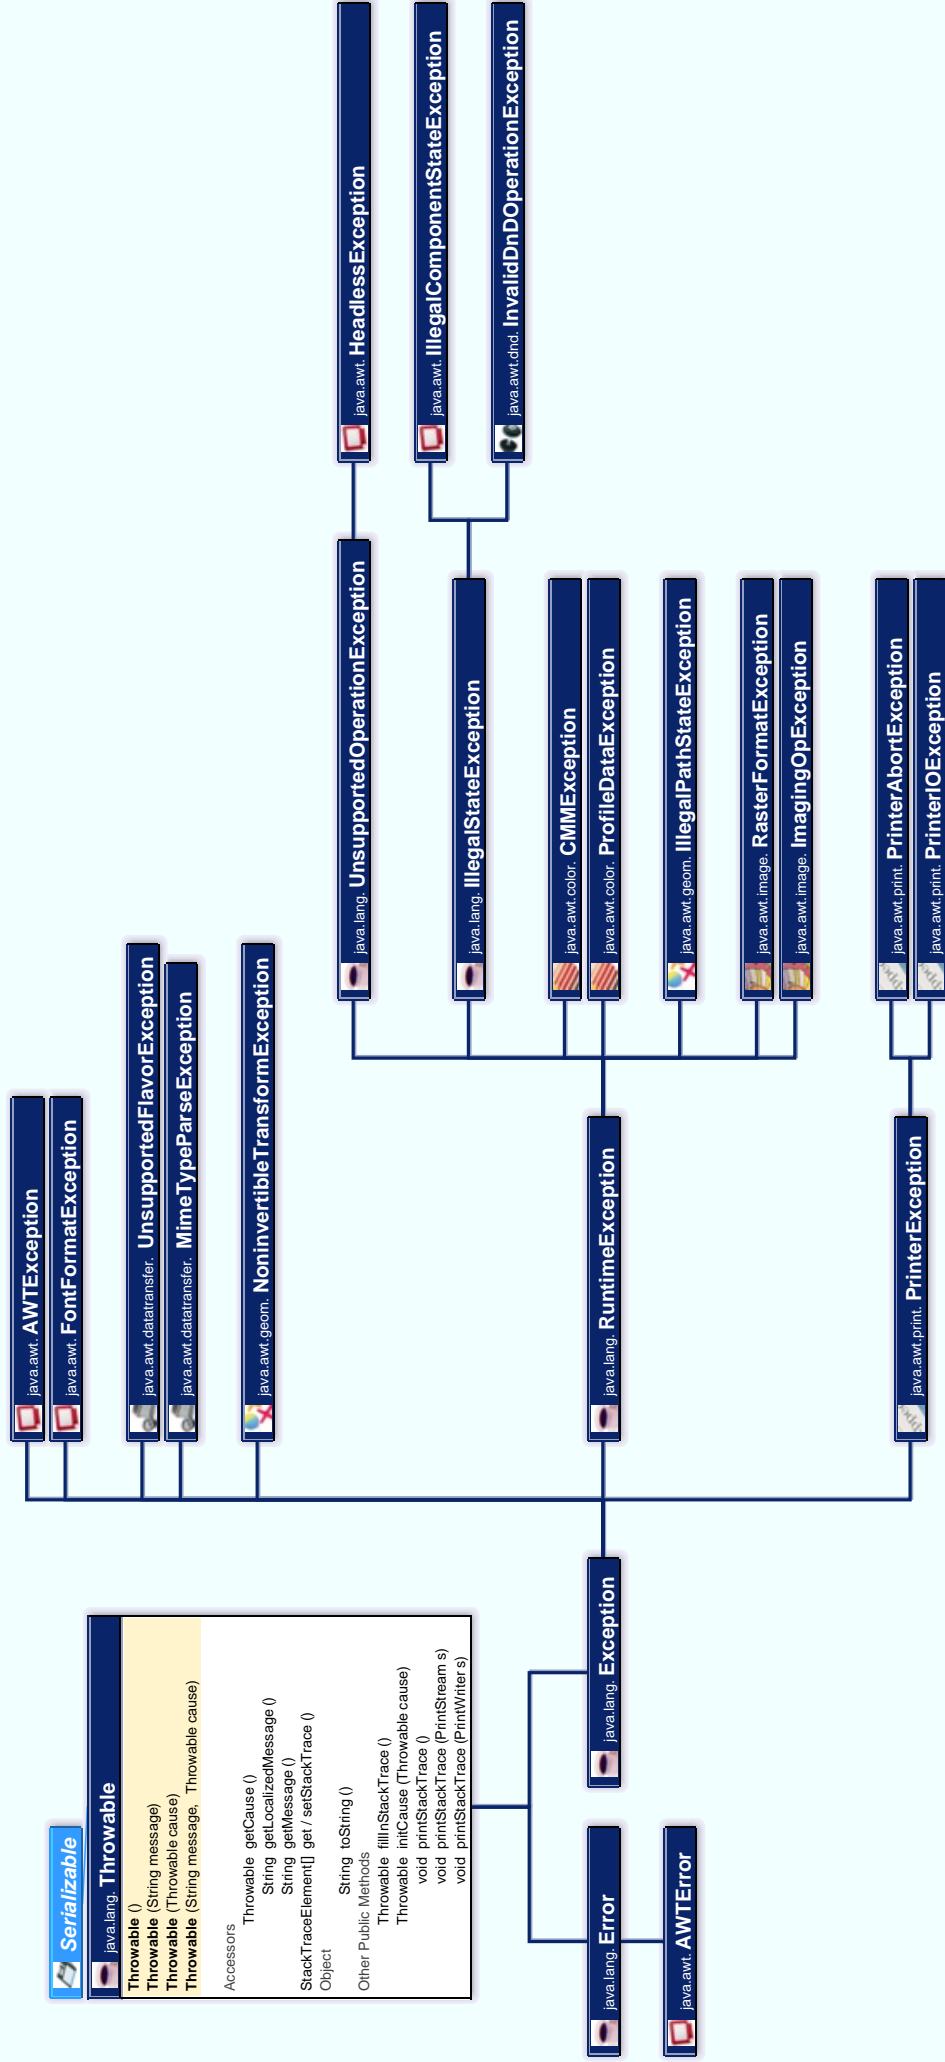 Serializable
java.lang. Throwable
Throwable ()
Throwable (String message)
Throwable (Throwable cause)
Throwable (String message, Throwable cause)
Accessors
Throwable getCause ()
String getLocalizedMessage ()
String getMessage ()
StackTraceElement[] get / setStackTrace ()
Object
String toString ()
Other Public Methods
Throwable fillInStackTrace ()
Throwable initCause (Throwable cause)
void printStackTrace ()
void printStackTrace (PrintStream s)
void printStackTrace (PrintWriter s)
java.lang. Error
java.awt. AWTError
java.lang. Exception
java.awt. AWTException
java.awt. FontFormatException
java.awt.datatransfer. UnsupportedFlavorException
java.awt.datatransfer. MimeTypeParseException
java.awt.geom. NoninvertibleTransformException
java.lang. RuntimeException
java.awt.print. PrinterException
java.lang. UnsupportedOperationException
java.lang. IllegalStateException
java.awt.color. CMMException
java.awt.color. ProfileDataException
java.awt.geom. IllegalPathStateException
java.awt.image. RasterFormatException
java.awt.image. ImagingOpException
java.awt.print. PrinterAbortException
java.awt.print. PrinterIOException
java.awt. HeadlessException
java.awt. IllegalComponentStateException
java.awt.dnd. InvalidDnDOperationException